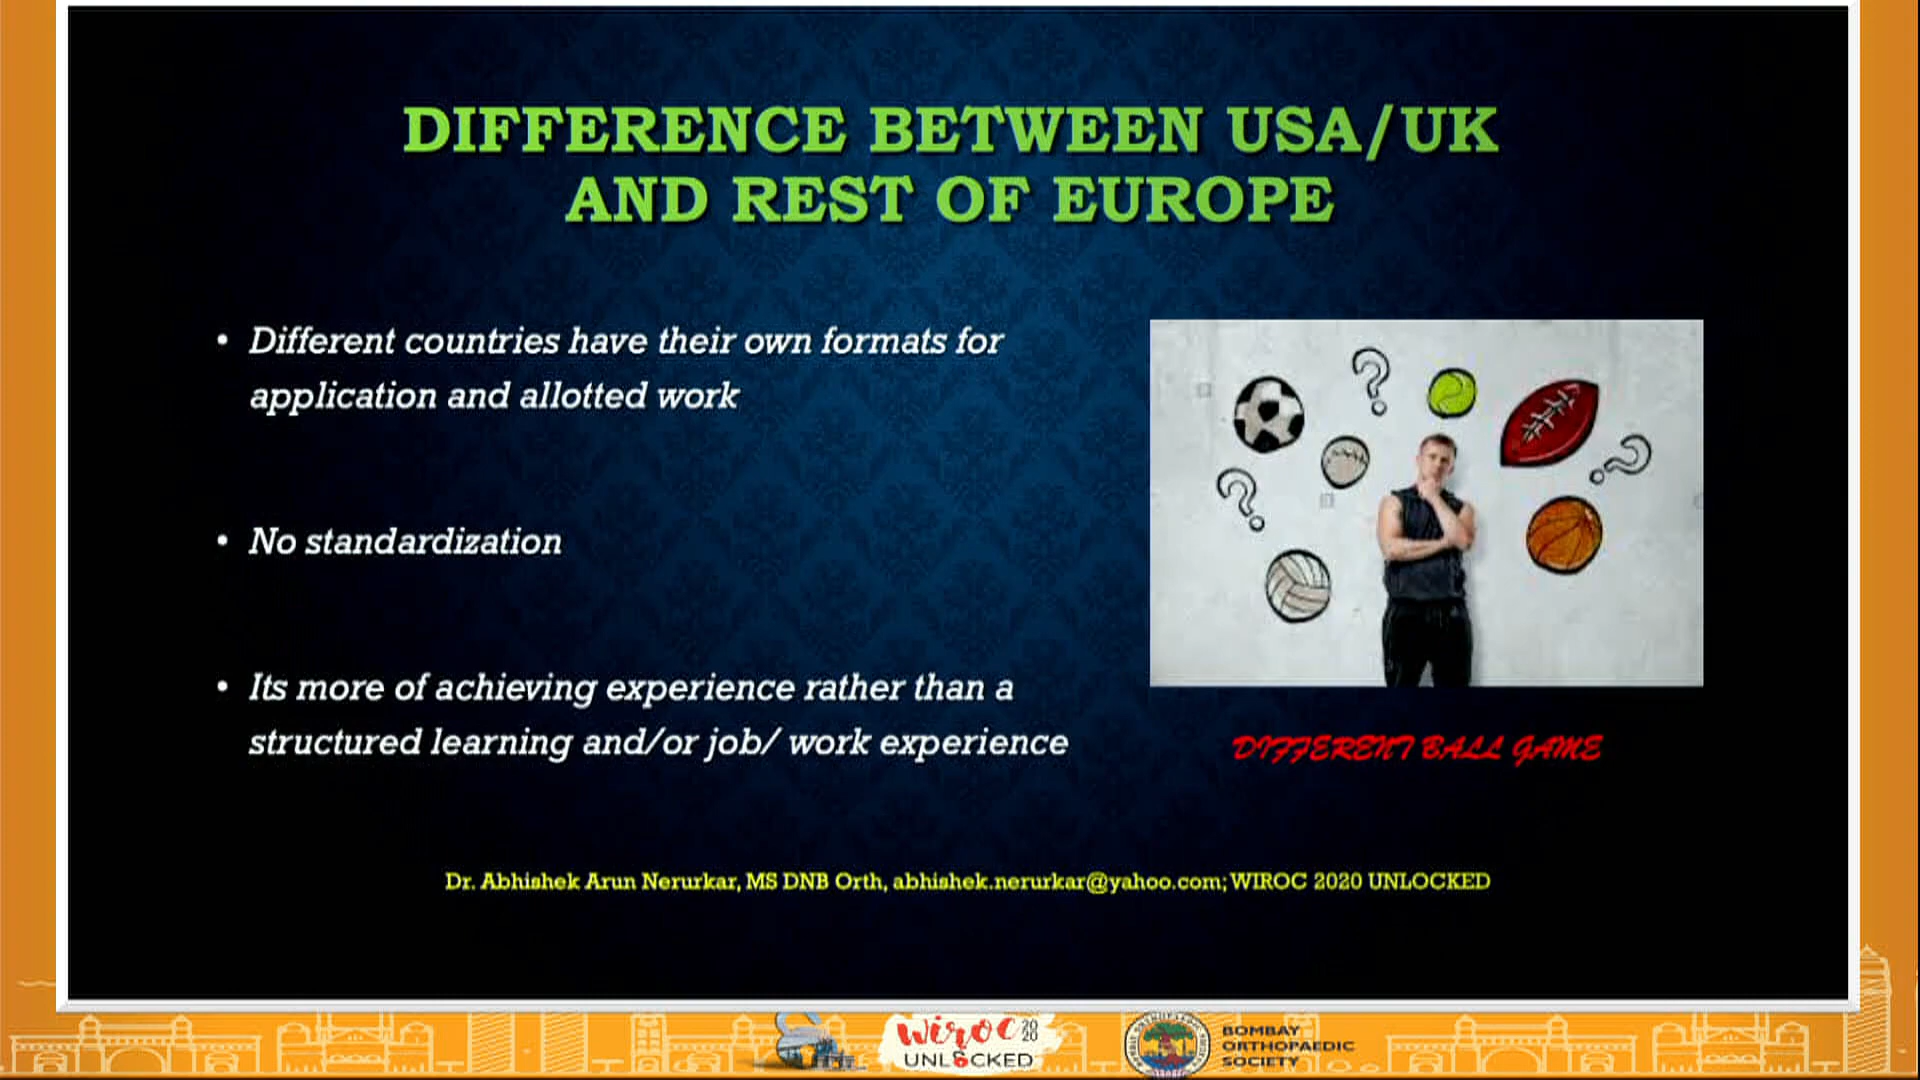 DIFFERENCE BETWEEN USA/UK
AND REST OF EUROPE
• Different countries have their own formats for
application and allotted work
• No standardization
• Its more of achieving experience rather than a
structured learning and/or job/ work experience
DIFFERENT BALL GAME
Dr. Abhishek Arun Nerurkar, MS DNB Orth, abhishek.nerurkar@yahoo.com; WIROC 2020 UNLOCKED
wiroc 20
20
UNLOCKED
BOMBAY
ORTHOPAEDIC
SOCIETY